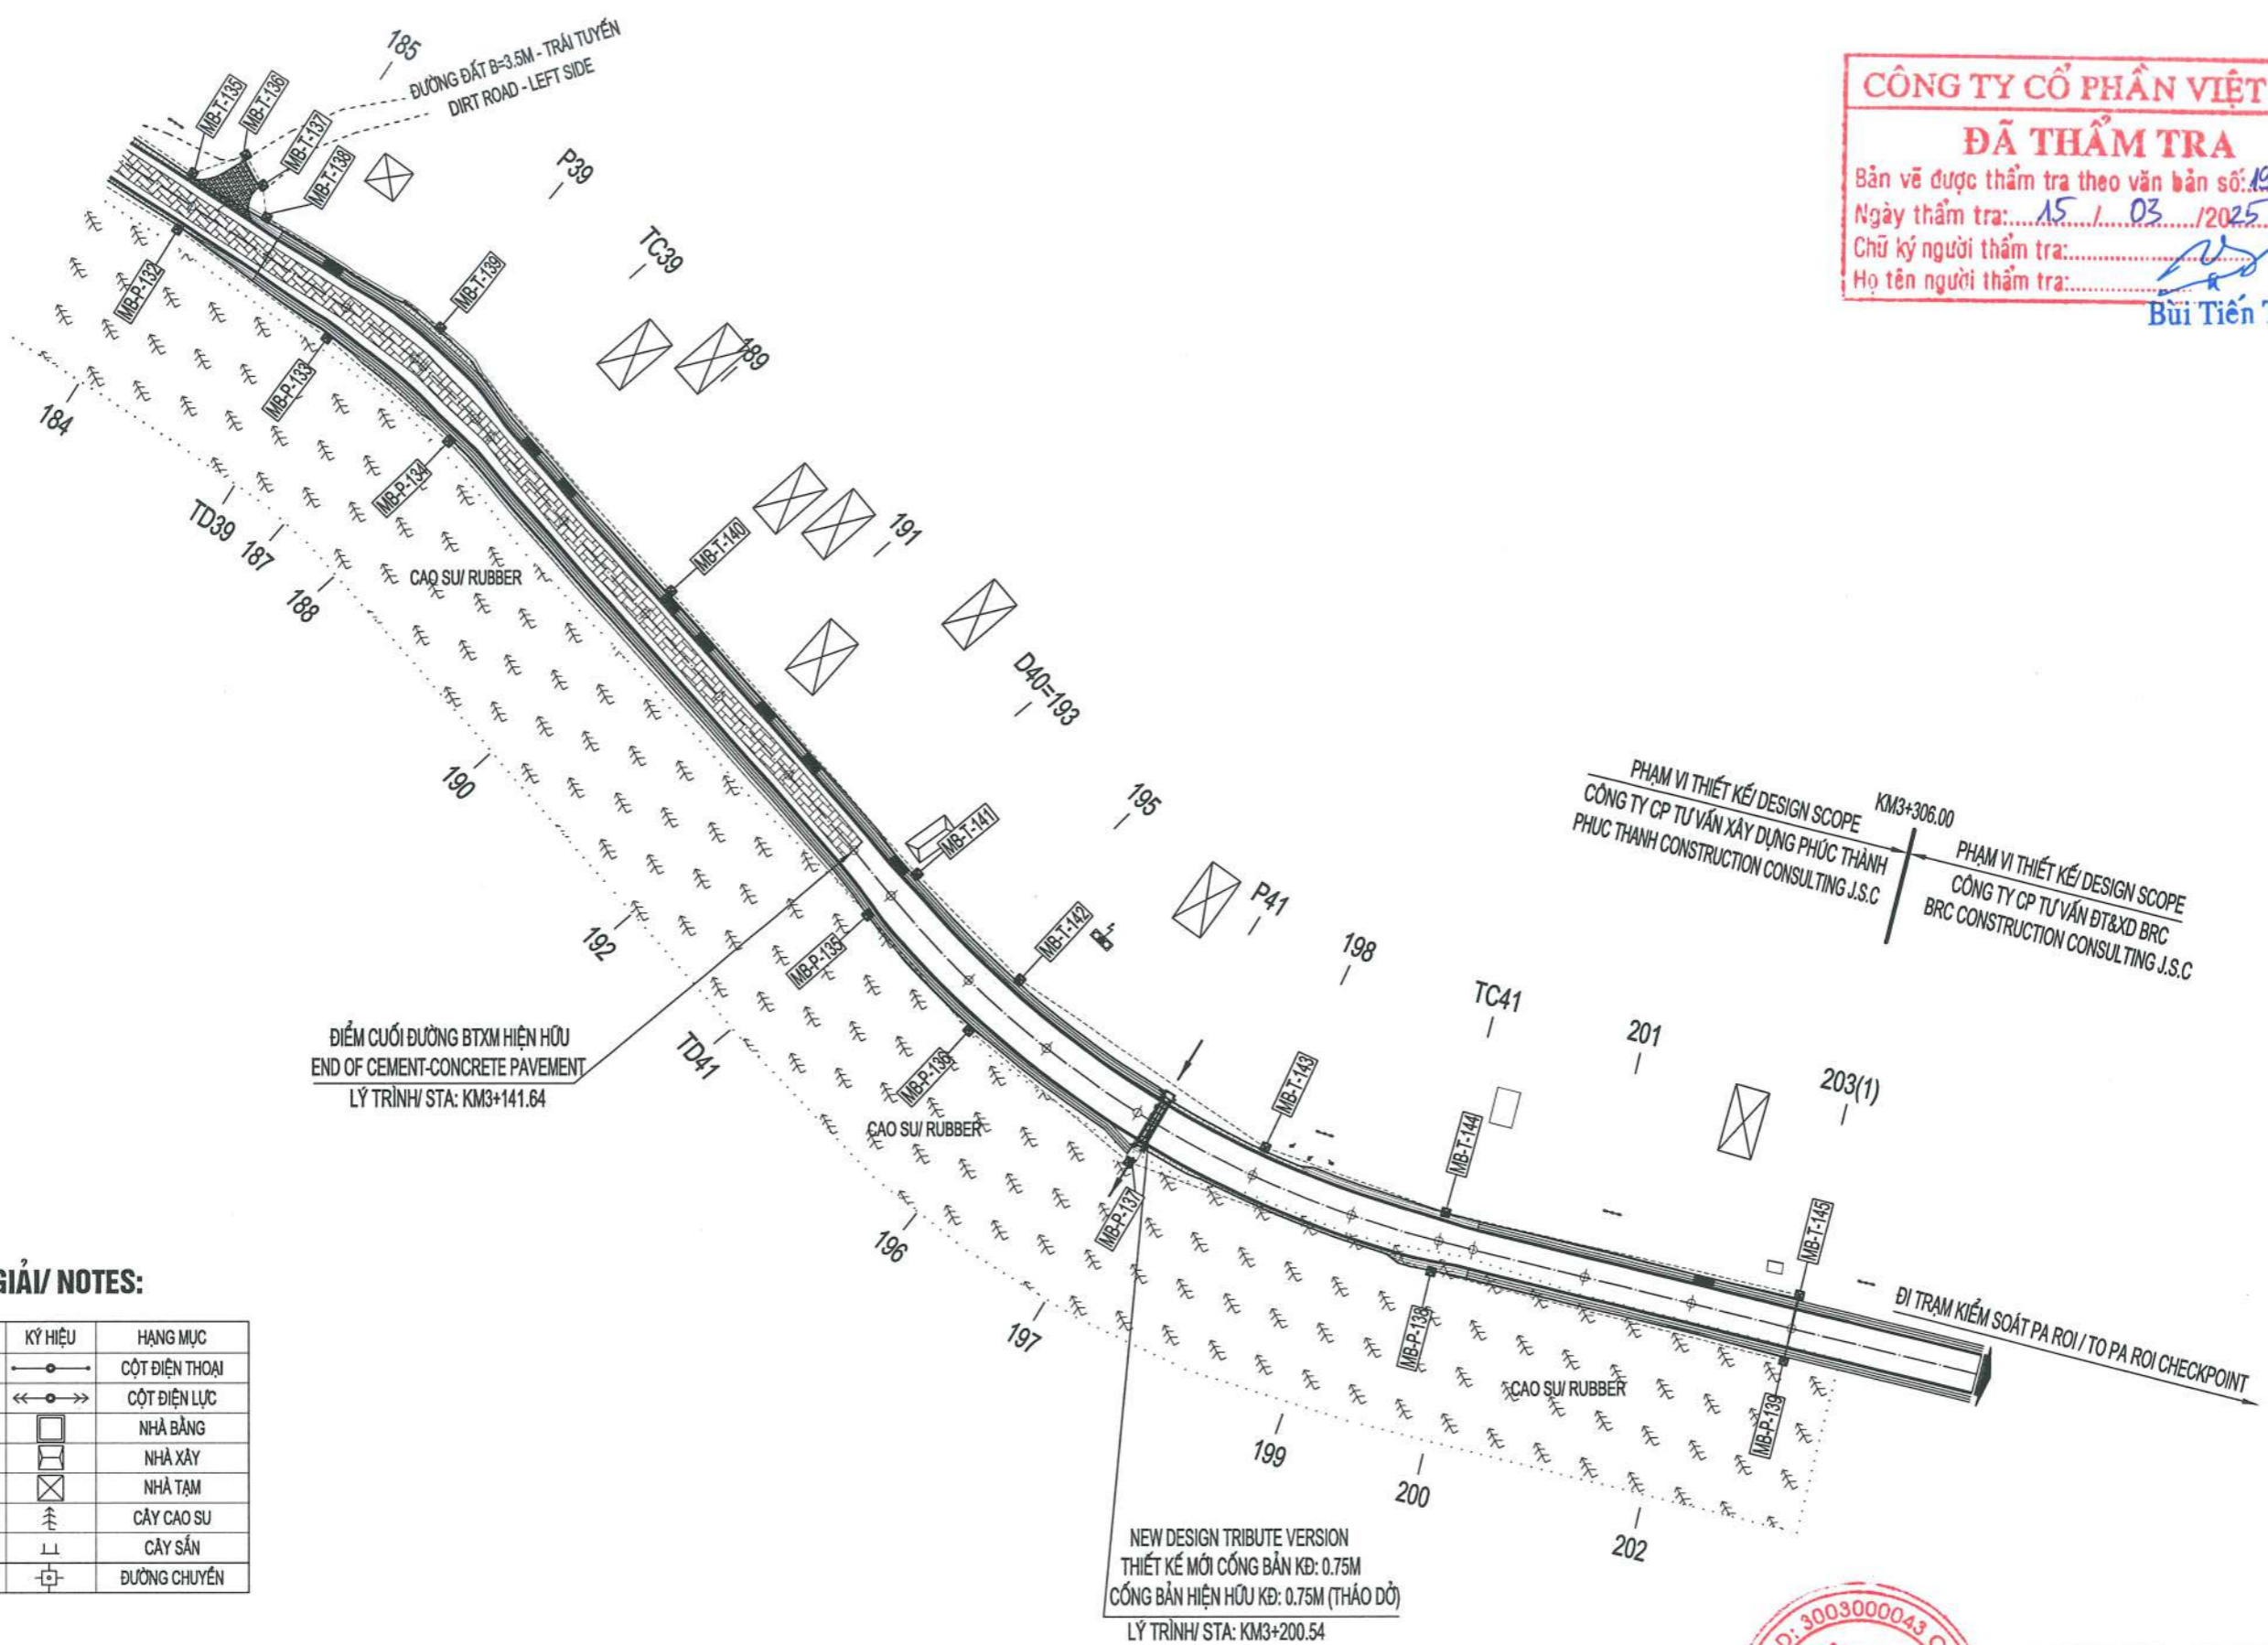 CÔNG TY CỔ PHẦN VIỆT
ĐÃ THẨM TRA
Bản vẽ được thẩm tra theo văn bản số:
Ngày thẩm tra: 15 / 03 /2025
Chữ ký người thẩm tra:
Họ tên người thẩm tra:
Bùi Tiến
185
ĐƯỜNG ĐẤT B=3.5M - TRÁI TUYẾN
DIRT ROAD - LEFT SIDE
MB-T-135
MB-T-136
MB-T-137
MB-T-138
P39
TC39
MB-T-139
189
MB-P-132
MB-P-133
MB-P-134
184
TD39
187
188
CAO SU/ RUBBER
MB-T-140
191
D40=193
190
195
MB-T-141
192
MB-P-135
MB-T-142
P41
198
TC41
201
203(1)
PHẠM VI THIẾT KẾ/ DESIGN SCOPE
CÔNG TY CP TƯ VẤN XÂY DỰNG PHÚC THÀNH
PHUC THANH CONSTRUCTION CONSULTING J.S.C
KM3+306.00
PHẠM VI THIẾT KẾ/ DESIGN SCOPE
CÔNG TY CP TƯ VẤN ĐT&XD BRC
BRC CONSTRUCTION CONSULTING J.S.C
ĐIỂM CUỐI ĐƯỜNG BTXM HIỆN HỮU
END OF CEMENT-CONCRETE PAVEMENT
LÝ TRÌNH/ STA: KM3+141.64
TD41
MB-P-136
CAO SU/ RUBBER
MB-T-143
MB-T-144
MB-T-145
MB-P-137
196
197
MB-P-138
MB-P-139
CAO SU/ RUBBER
ĐI TRẠM KIỂM SOÁT PA ROI / TO PA ROI CHECKPOINT
199
200
202
NEW DESIGN TRIBUTE VERSION
THIẾT KẾ MỚI CỐNG BẢN KĐ: 0.75M
CỐNG BẢN HIỆN HỮU KĐ: 0.75M (THÁO DỞ)
LÝ TRÌNH/ STA: KM3+200.54
GIẢI/ NOTES:
KÝ HIỆU HẠNG MỤC
CỘT ĐIỆN THOẠI
CỘT ĐIỆN LỰC
NHÀ BẰNG
NHÀ XÂY
NHÀ TẠM
CÂY CAO SU
CÂY SẮN
ĐƯỜNG CHUYỀN
D: 3003000043